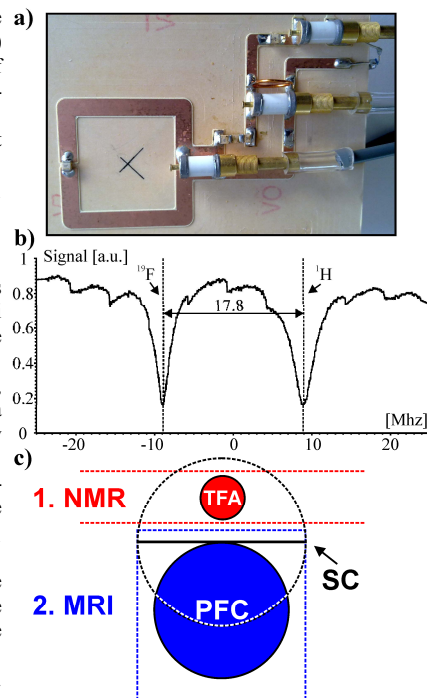 a)
b)
Signal [a.u.]
¹⁹F
¹H
17.8
1
0.8
0.6
0.4
0.2
0
[Mhz]
-20 -10 0 10 20
c)
1. NMR
TFA
SC
2. MRI
PFC